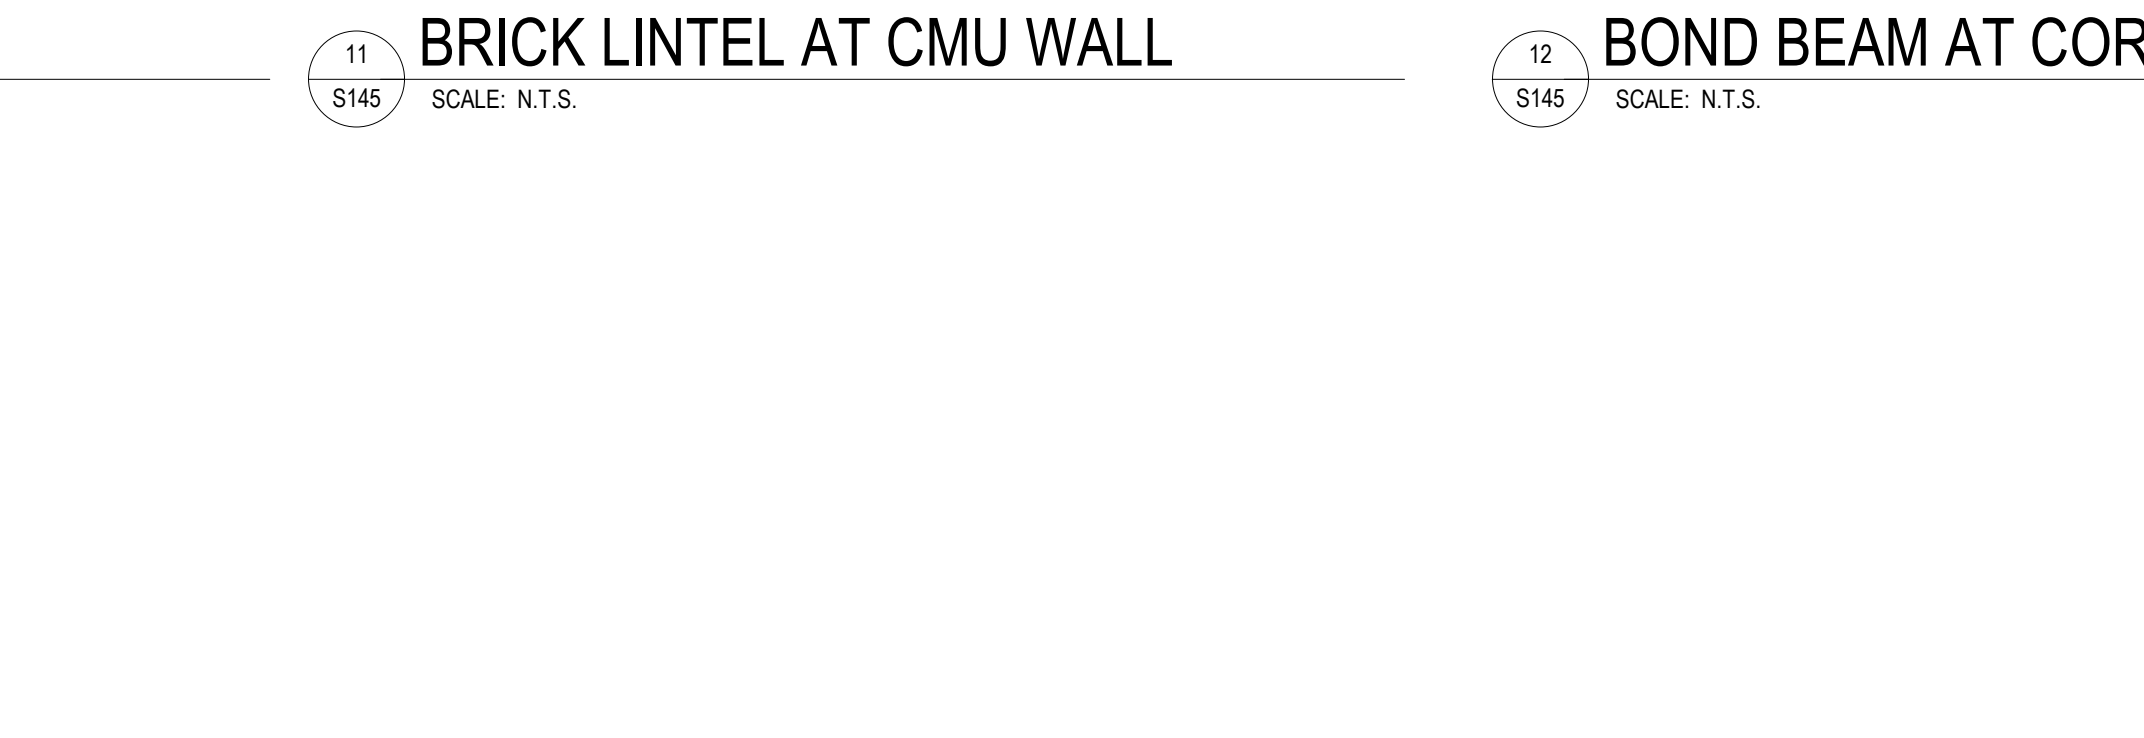 11
BRICK LINTEL AT CMU WALL
S145
SCALE: N.T.S.
12
BOND BEAM AT COR
S145
SCALE: N.T.S.